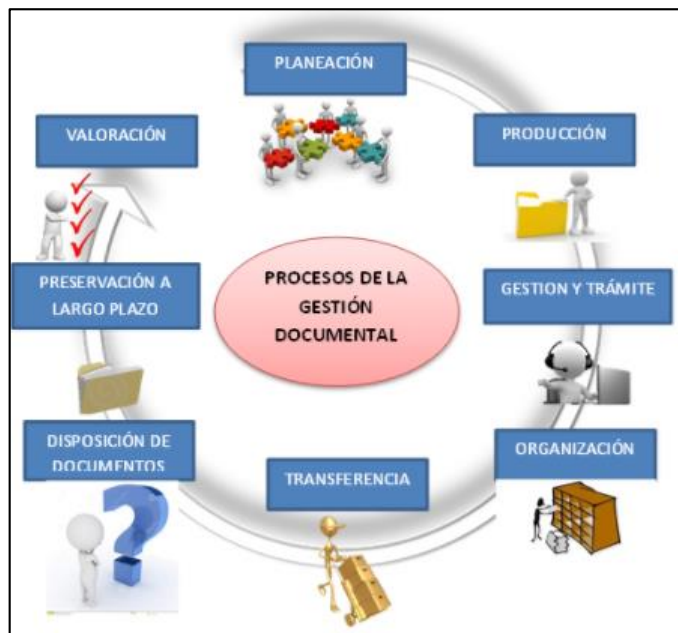 PLANEACIÓN
PRODUCCIÓN
GESTION Y TRÁMITE
ORGANIZACIÓN
TRANSFERENCIA
DISPOSICIÓN DE
DOCUMENTOS
PRESERVACIÓN A
LARGO PLAZO
VALORACIÓN
PROCESOS DE LA
GESTIÓN
DOCUMENTAL